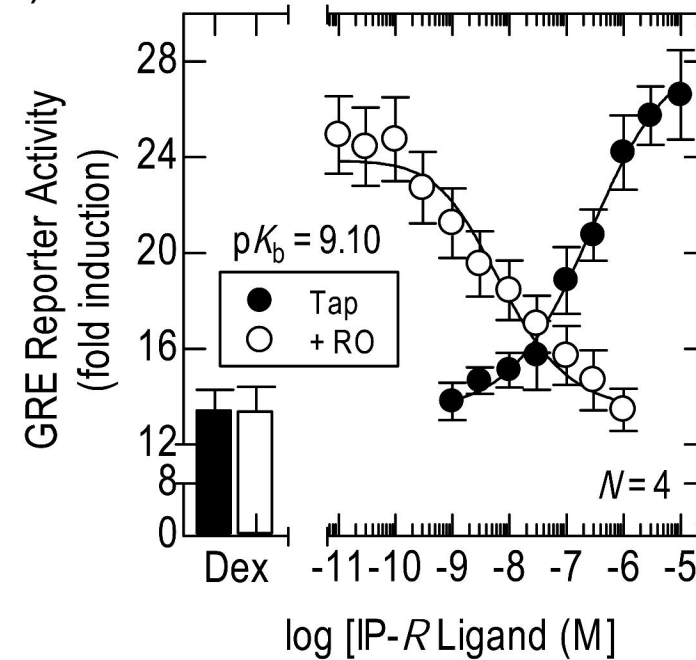 )
GRE Reporter Activity
(fold induction)
28
24
20
16
12
8
0
pKb = 9.10
Tap
+ RO
N = 4
Dex
-11 -10 -9 -8 -7 -6 -5
log [IP-R Ligand (M]